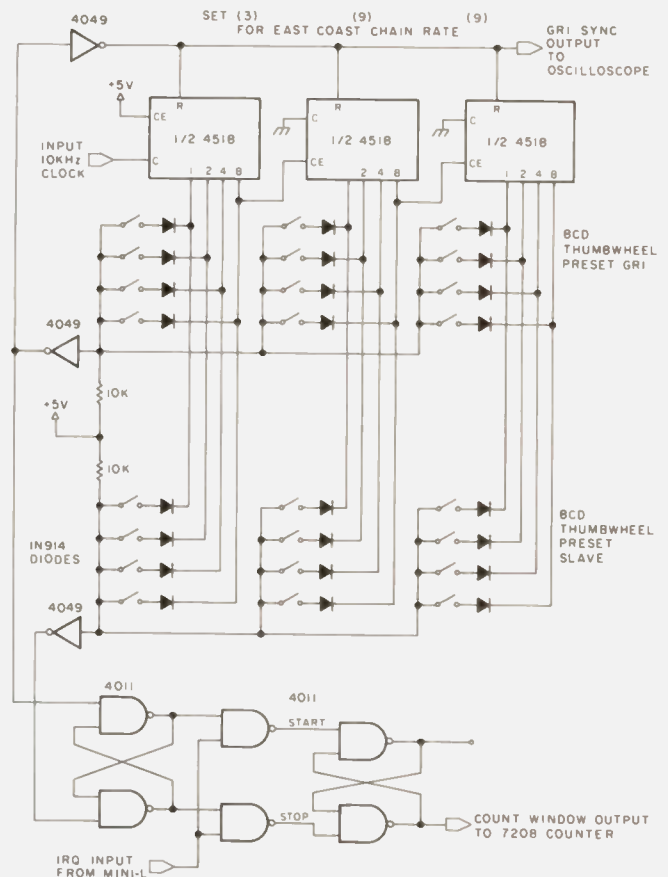 4049
SET (3) (9) (9)
FOR EAST COAST CHAIN RATE
GRI SYNC
OUTPUT
TO
OSCILLOSCOPE
+5V
R
CE
1/2 4518
C
1 2 4 8
R
C
1/2 4518
CE
2 4 8
R
C
1/2 4518
CE
1 2 4 8
INPUT
10KHz
CLOCK
BCD
THUMBWHEEL
PRESET GRI
4049
10K
+5V
10K
IN914
DIODES
BCD
THUMBWHEEL
PRESET
SLAVE
4049
4011
4011
START
STOP
COUNT WINDOW OUTPUT
TO 7208 COUNTER
IRQ INPUT
FROM MINI-L